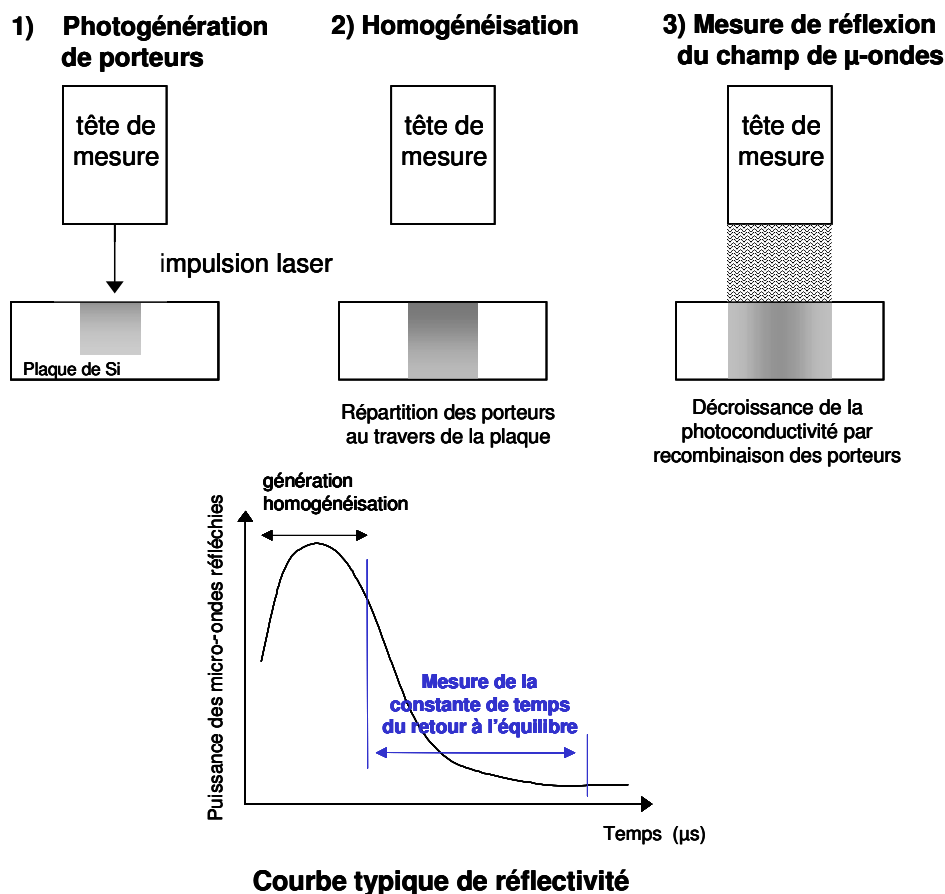 1) Photogénération
de porteurs
2) Homogénéisation
3) Mesure de réflexion
du champ de µ-ondes
tête de
mesure
tête de
mesure
tête de
mesure
impulsion laser
Plaque de Si
Répartition des porteurs
au travers de la plaque
Décroissance de la
photoconductivité par
recombinaison des porteurs
génération
homogénéisation
Puissance des micro-ondes réfléchies
Mesure de la
constante de temps
du retour à l'équilibre
Temps (µs)
Courbe typique de réflectivité